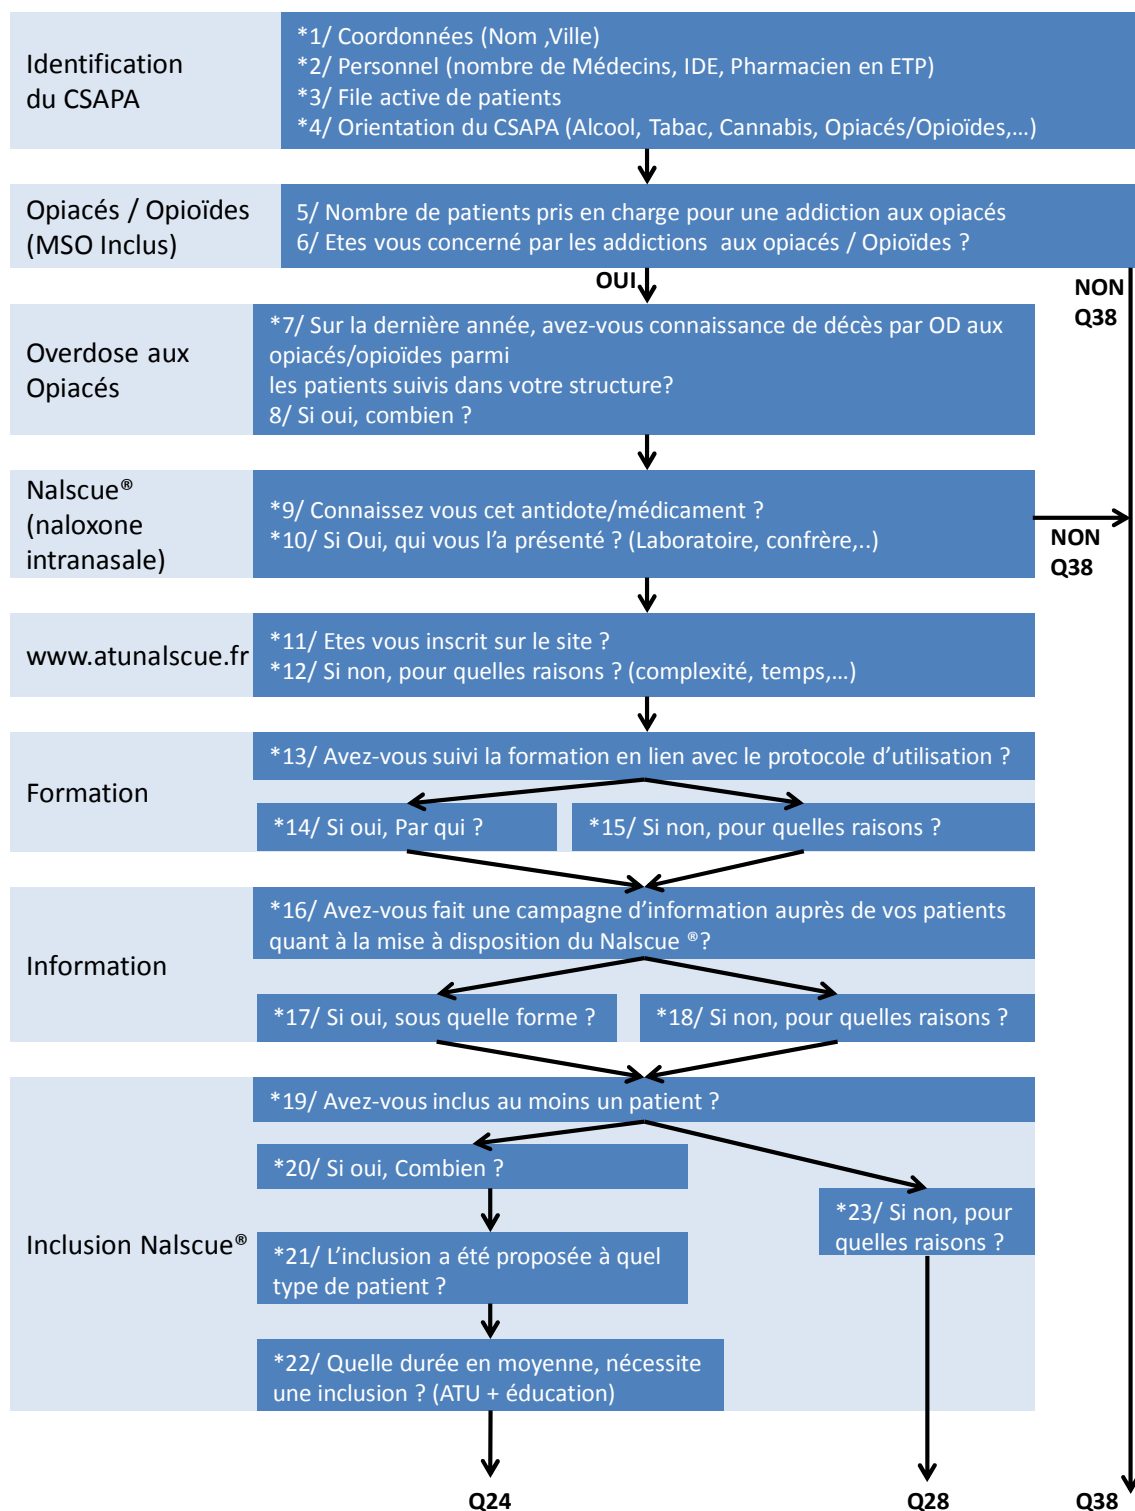 Identification
du CSAPA
*1/ Coordonnées (Nom ,Ville)
*2/ Personnel (nombre de Médecins, IDE, Pharmacien en ETP)
*3/ File active de patients
*4/ Orientation du CSAPA (Alcool, Tabac, Cannabis, Opiacés/Opioïdes,…)
Opiacés / Opioïdes
(MSO Inclus)
5/ Nombre de patients pris en charge pour une addiction aux opiacés
6/ Etes vous concerné par les addictions  aux opiacés / Opioïdes ?
OUI
NON
Q38
Overdose aux
Opiacés
*7/ Sur la dernière année, avez-vous connaissance de décès par OD aux
opiacés/opioïdes parmi
les patients suivis dans votre structure?
8/ Si oui, combien ?
Nalscue®
(naloxone
intranasale)
*9/ Connaissez vous cet antidote/médicament ?
*10/ Si Oui, qui vous l’a présenté ? (Laboratoire, confrère,..)
NON
Q38
www.atunalscue.fr
*11/ Etes vous inscrit sur le site ?
*12/ Si non, pour quelles raisons ? (complexité, temps,…)
Formation
*13/ Avez-vous suivi la formation en lien avec le protocole d’utilisation ?
*14/ Si oui, Par qui ?
*15/ Si non, pour quelles raisons ?
Information
*16/ Avez-vous fait une campagne d’information auprès de vos patients
quant à la mise à disposition du Nalscue ®?
*17/ Si oui, sous quelle forme ?
*18/ Si non, pour quelles raisons ?
Inclusion Nalscue®
*19/ Avez-vous inclus au moins un patient ?
*20/ Si oui, Combien ?
*23/ Si non, pour
quelles raisons ?
*21/ L’inclusion a été proposée à quel
type de patient ?
*22/ Quelle durée en moyenne, nécessite
une inclusion ? (ATU + éducation)
Q24
Q28
Q38